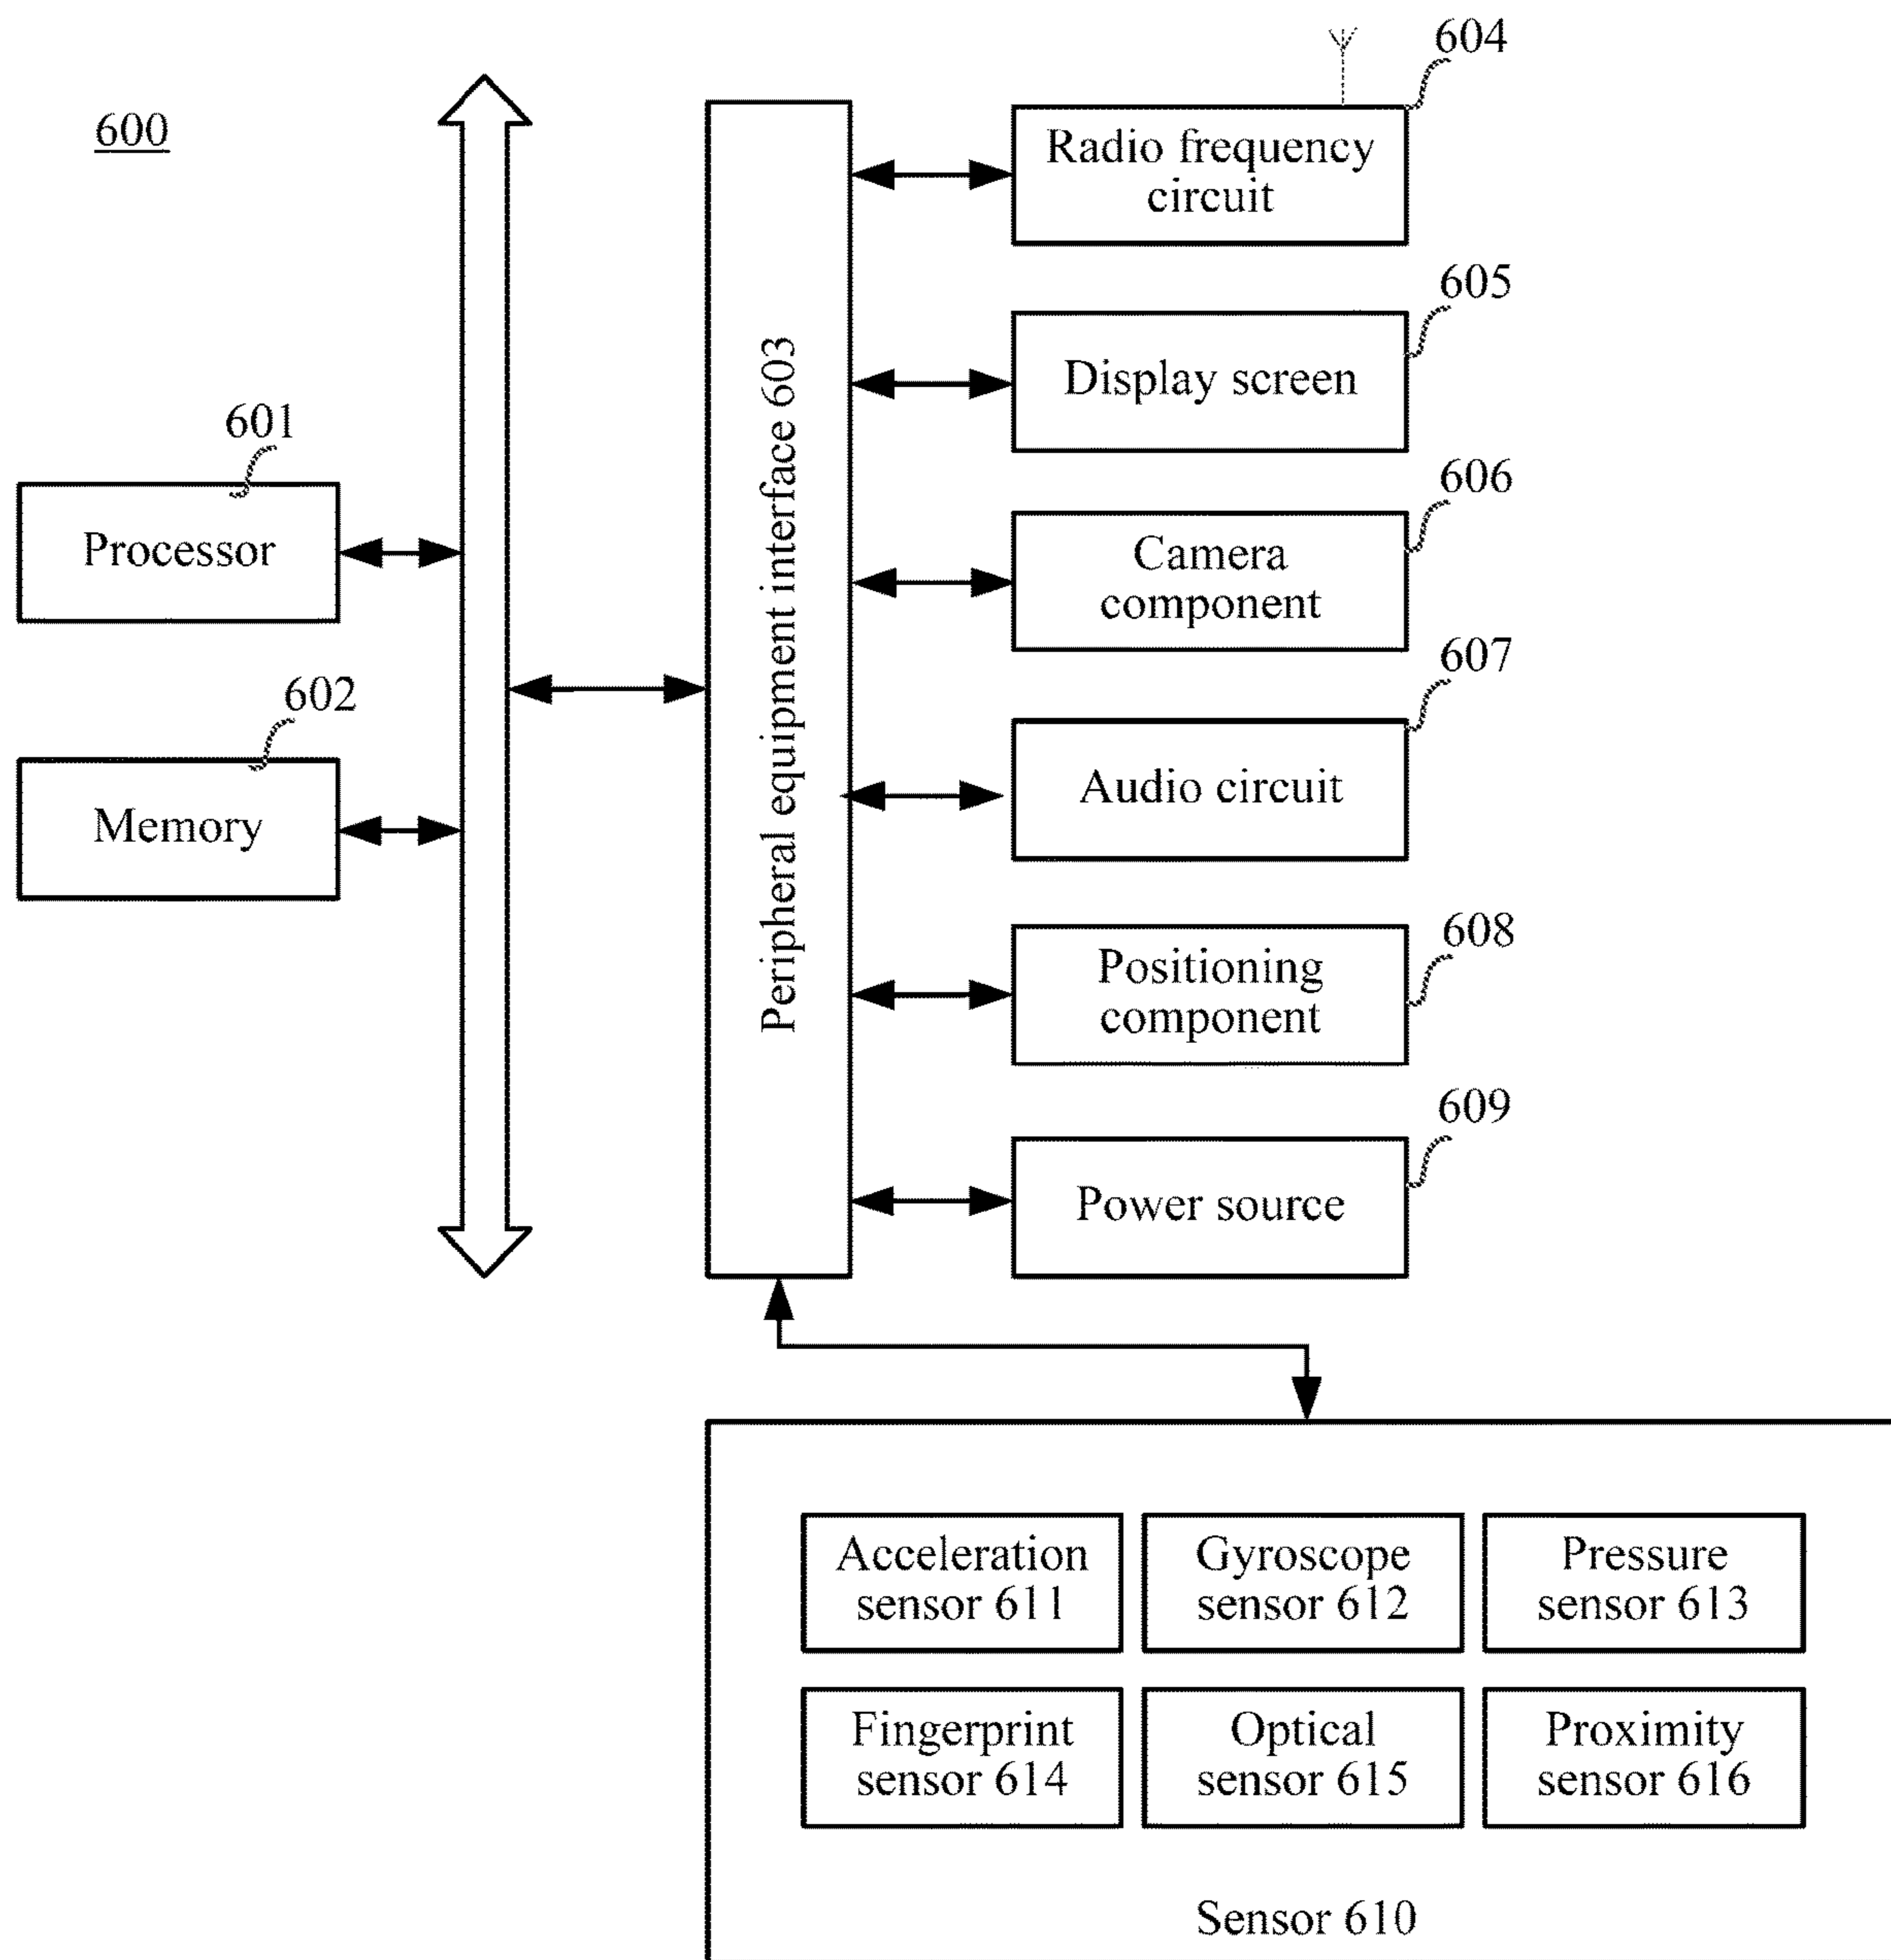 600
604
Radio frequency
circuit
605
Display screen
601
Processor
606
Camera
component
607
Audio circuit
602
Memory
Peripheral equipment interface 603
608
Positioning
component
609
Power source
Acceleration
sensor 611
Gyroscope
sensor 612
Pressure
sensor 613
Fingerprint
sensor 614
Optical
sensor 615
Proximity
sensor 616
Sensor 610